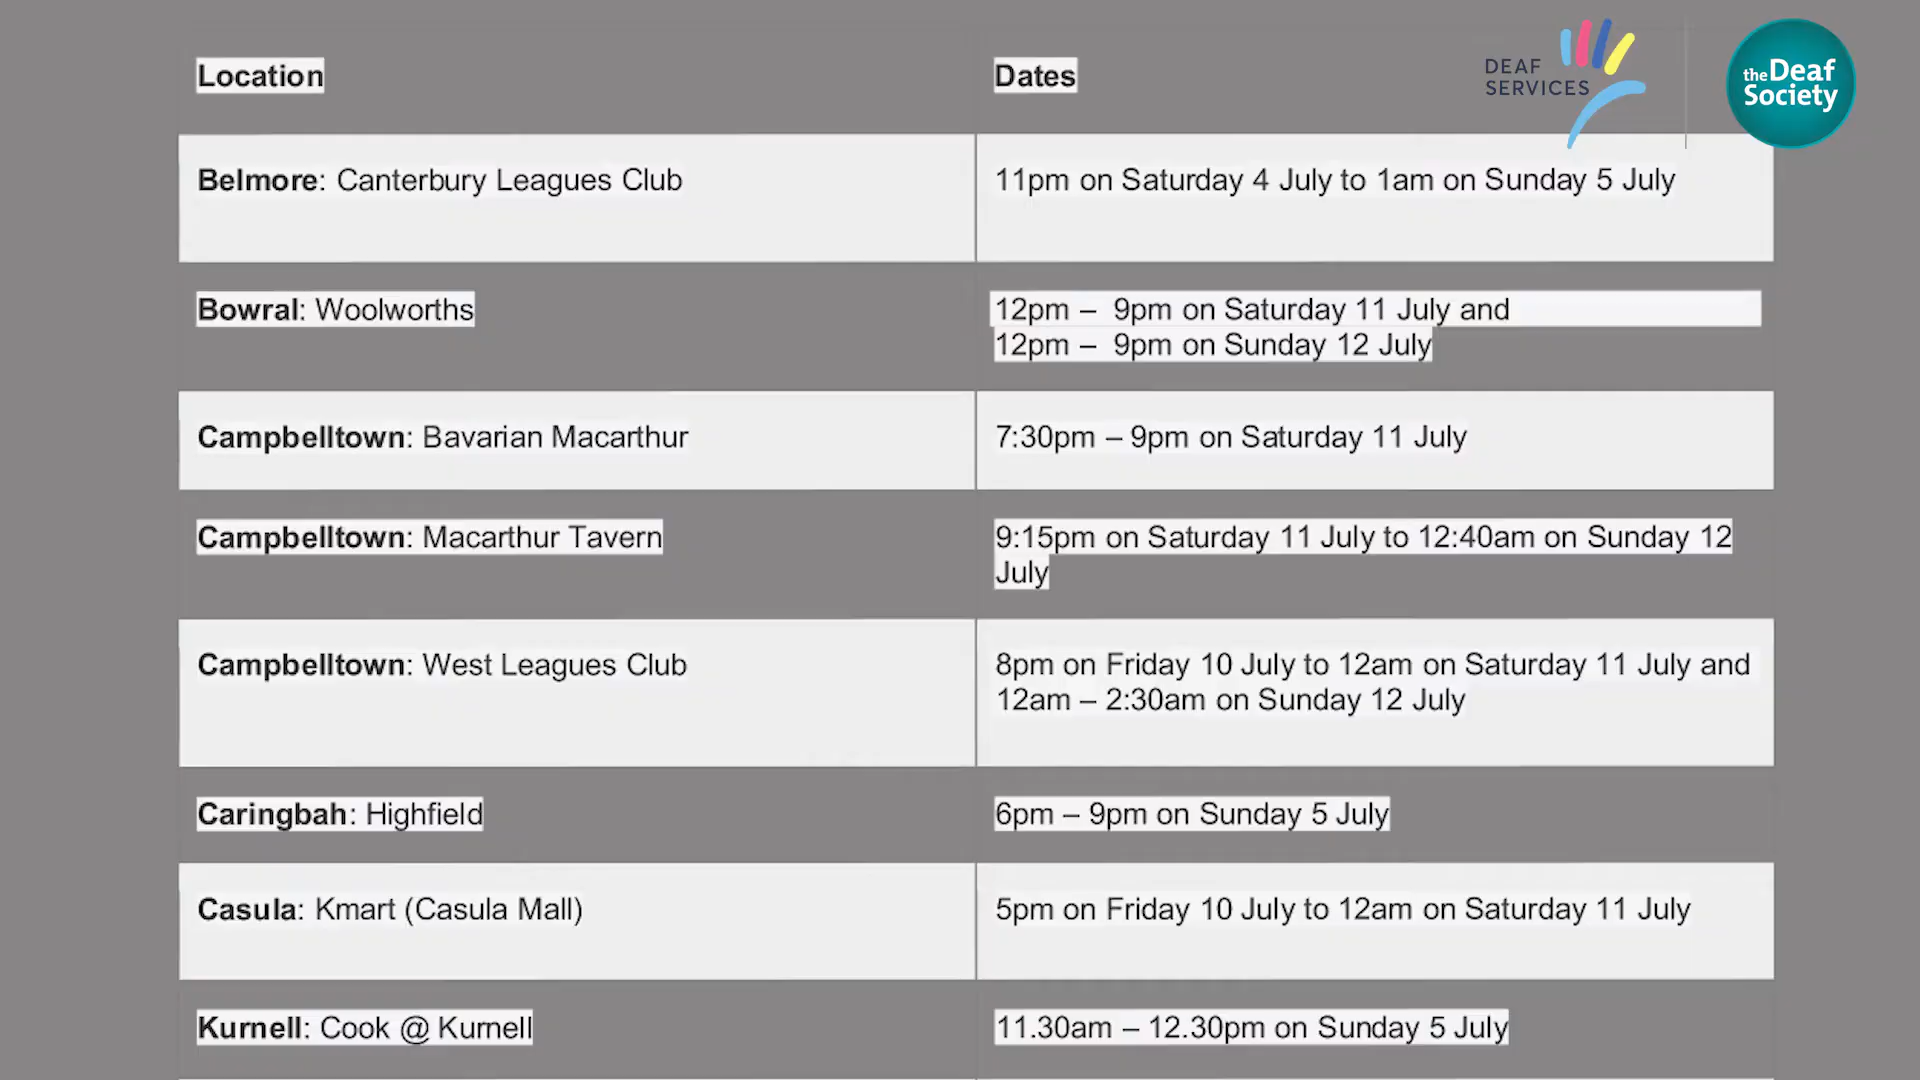 Location
Dates
DEAF
SERVICES
the Deaf
Society
Belmore: Canterbury Leagues Club
11pm on Saturday 4 July to 1am on Sunday 5 July
Bowral: Woolworths
12pm – 9pm on Saturday 11 July and
12pm – 9pm on Sunday 12 July
Campbelltown: Bavarian Macarthur
7:30pm – 9pm on Saturday 11 July
Campbelltown: Macarthur Tavern
9:15pm on Saturday 11 July to 12:40am on Sunday 12
July
Campbelltown: West Leagues Club
8pm on Friday 10 July to 12am on Saturday 11 July and
12am – 2:30am on Sunday 12 July
Caringbah: Highfield
6pm – 9pm on Sunday 5 July
Casula: Kmart (Casula Mall)
5pm on Friday 10 July to 12am on Saturday 11 July
Kurnell: Cook @ Kurnell
11.30am – 12.30pm on Sunday 5 July